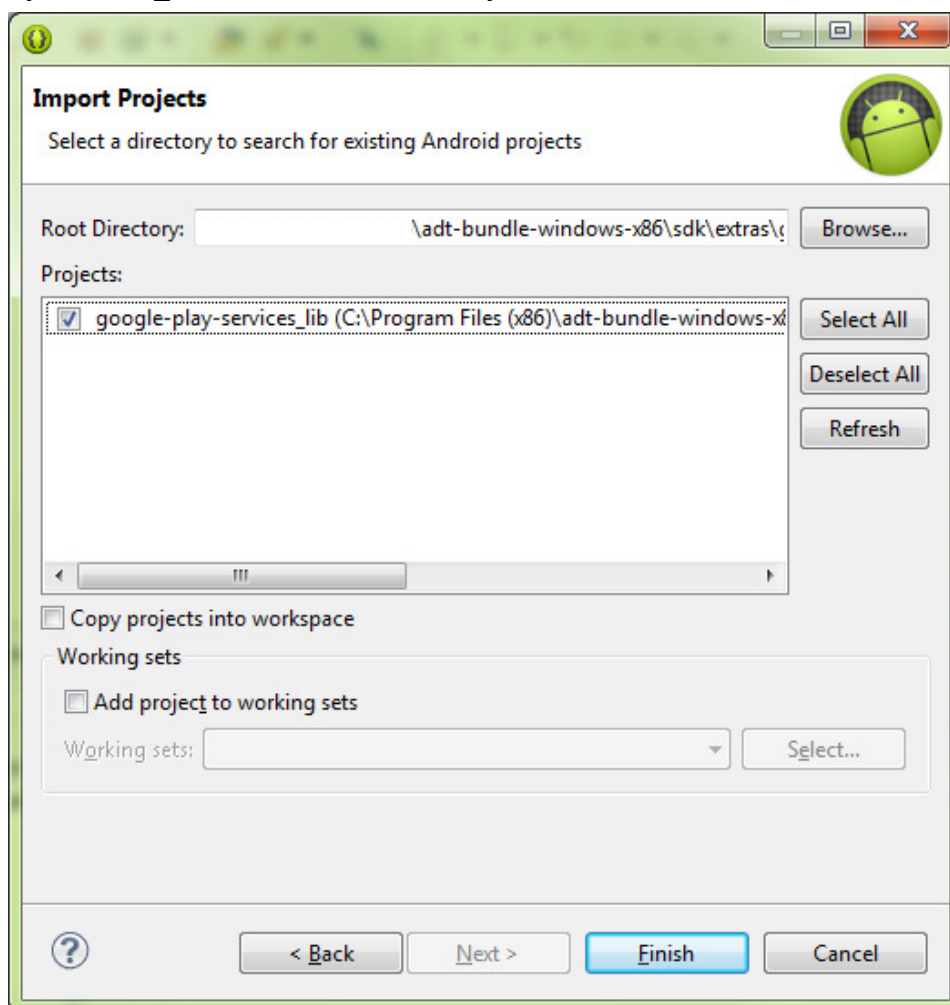 Import Projects
Select a directory to search for existing Android projects
Root Directory: \adt-bundle-windows-x86\sdk\extras\ Browse...
Projects:
google-play-services_lib (C:\Program Files (x86)\adt-bundle-windows-x8 Select All
Deselect All
Refresh
Copy projects into workspace
Working sets
Add project to working sets
Working sets: Select...
? < Back Next > Finish Cancel